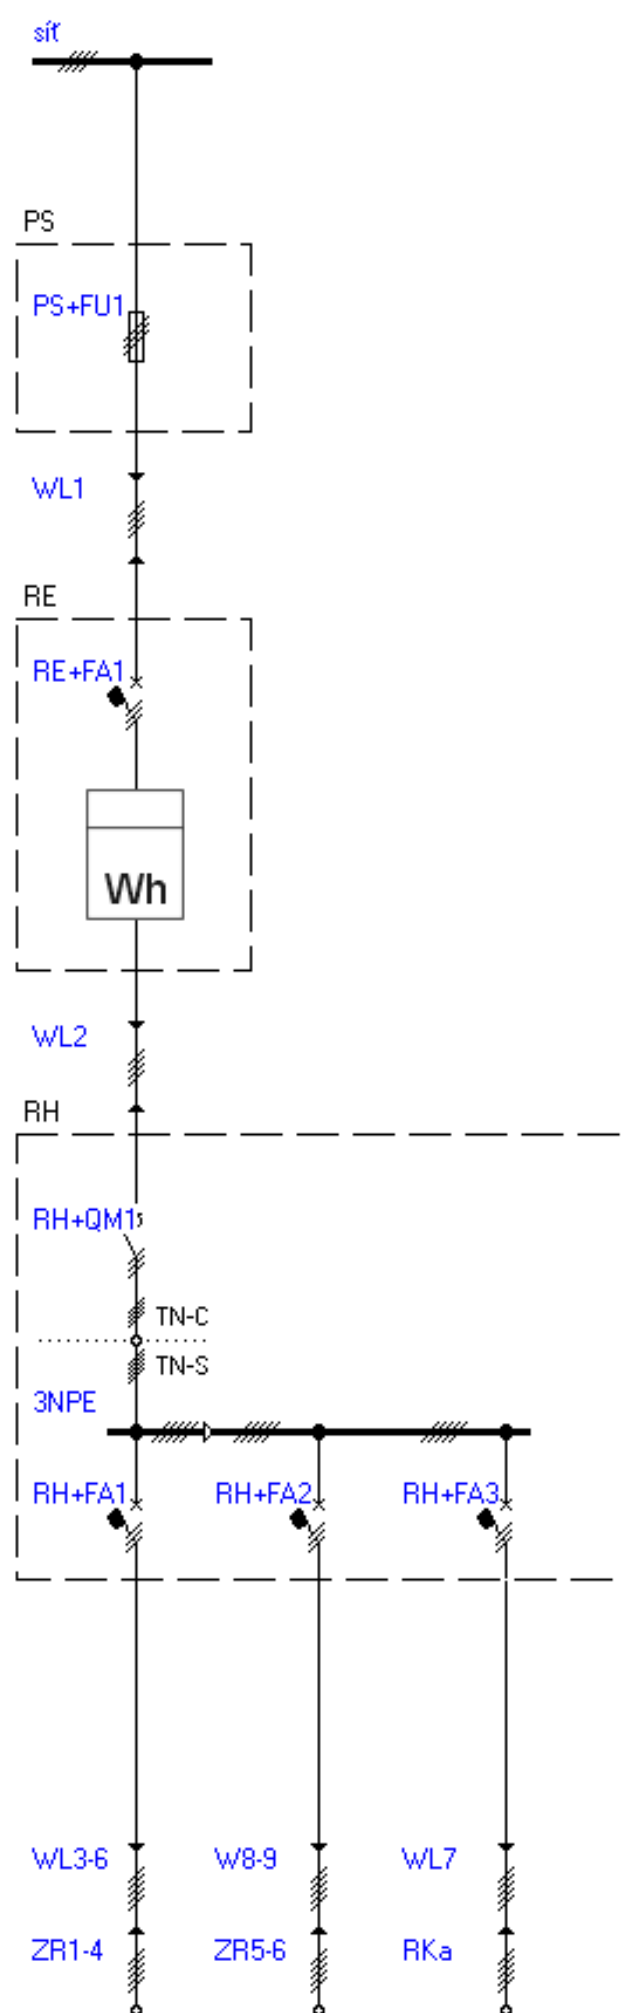 síť
PS
PS+FU1
WL1
RE
RE+FA1
Wh
WL2
RH
RH+QM1
TN-C
TN-S
3NPE
RH+FA1 RH+FA2 RH+FA3
WL3-6 W8-9 WL7
ZR1-4 ZR5-6 RKa